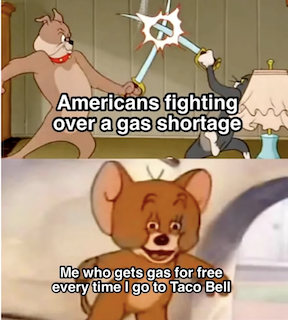 Americans fighting
over a gas shortage
Me who gets gas for free
every time I go to Taco Bell